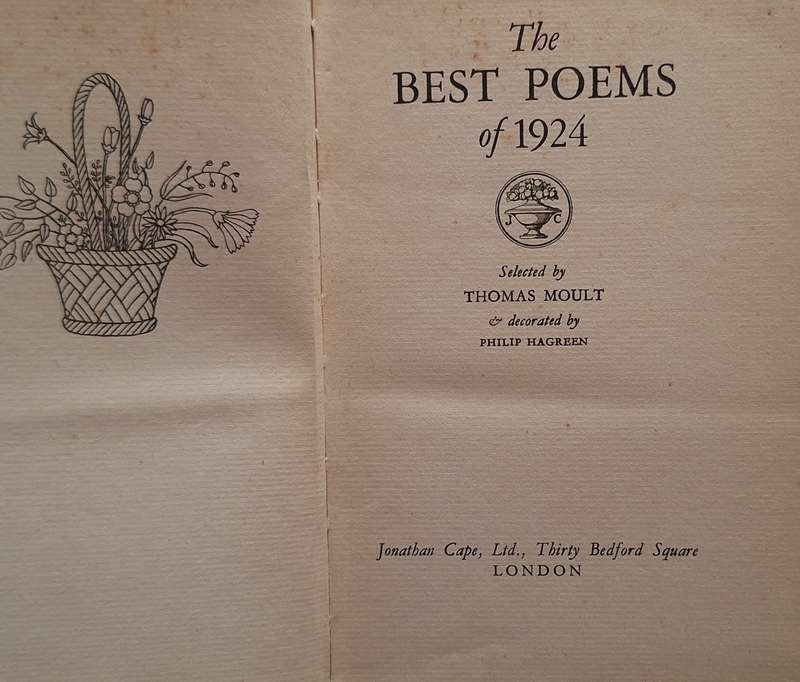 The
BEST POEMS
of 1924
J C
Selected by
THOMAS MOULT
& decorated by
PHILIP HAGREEN
Jonathan Cape, Ltd., Thirty Bedford Square
LONDON